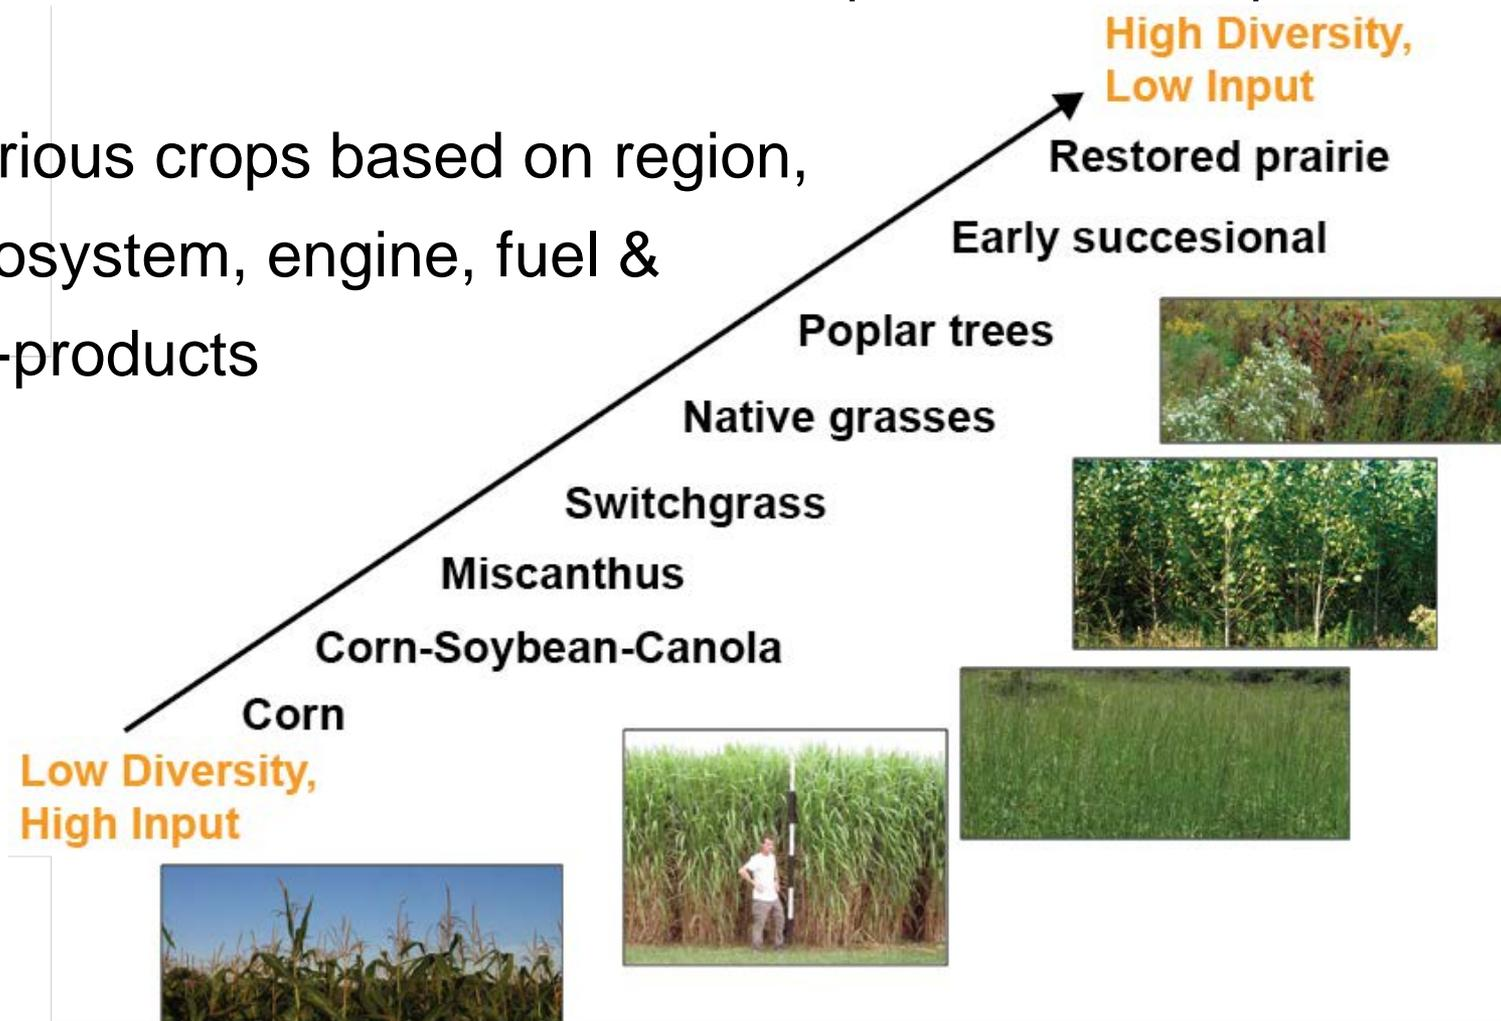 High Diversity,
Low Input
rious crops based on region,
Restored prairie
Early succesional
osystem, engine, fuel &
Poplar trees
-products
Native grasses
Switchgrass
Miscanthus
Corn-Soybean-Canola
Corn
Low Diversity,
High Input